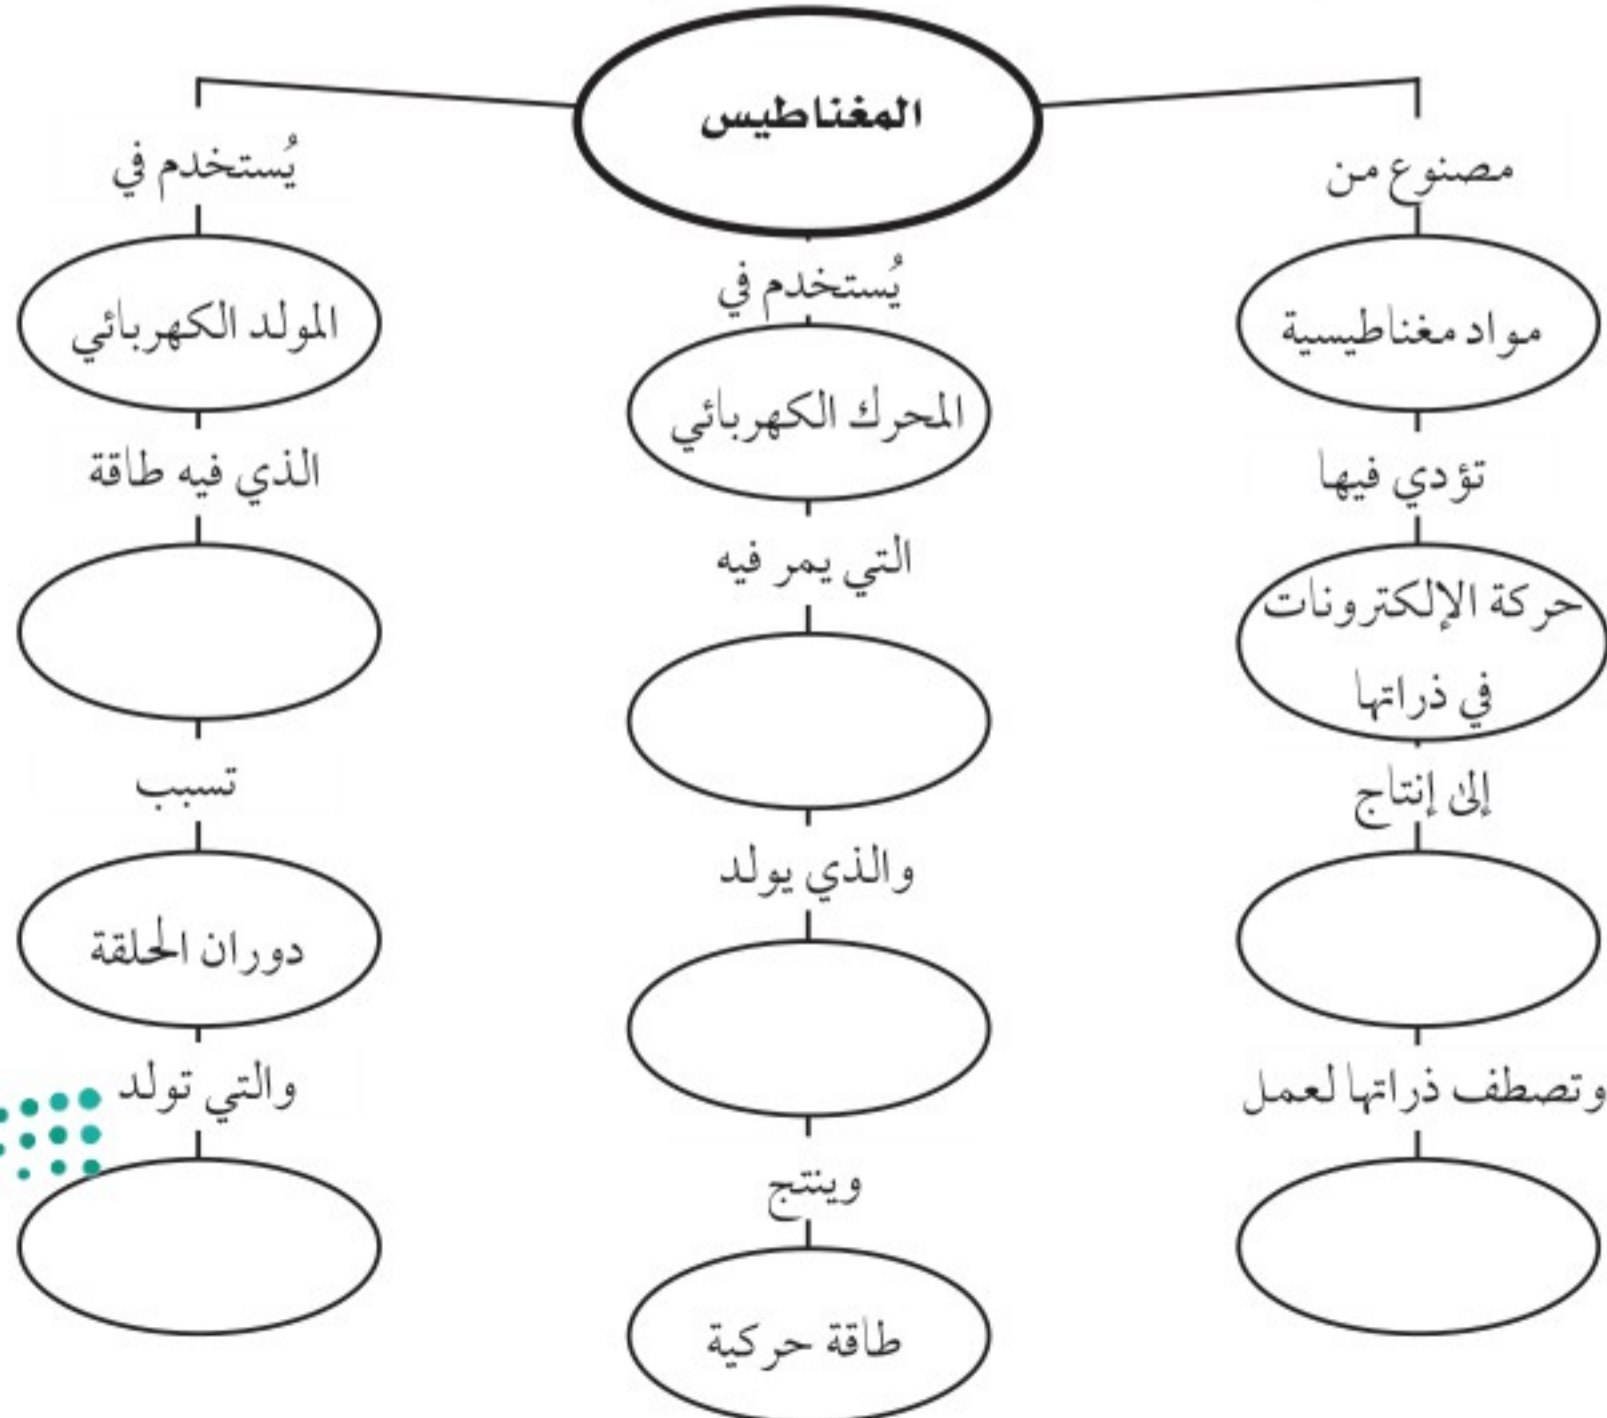 المغناطيس
مصنوع من
مواد مغناطيسية
تؤدي فيها
حركة الإلكترونات
في ذراتها
إلى إنتاج
وتصطف ذراتها لعمل
يُستخدم في
المحرك الكهربائي
التي يمر فيه
والذي يولد
وينتج
طاقة حركية
يُستخدم في
المولد الكهربائي
الذي فيه طاقة
تسبب
دوران الحلقة
والتي تولد